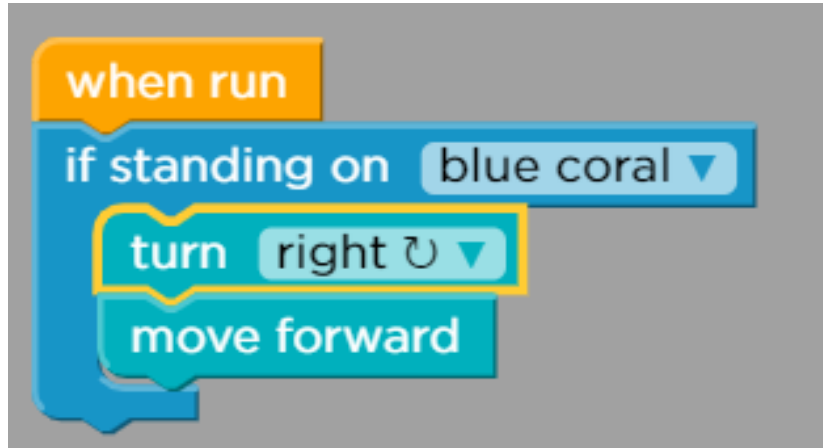 when run
if standing on blue coral ▼
turn right ↻ ▼
move forward